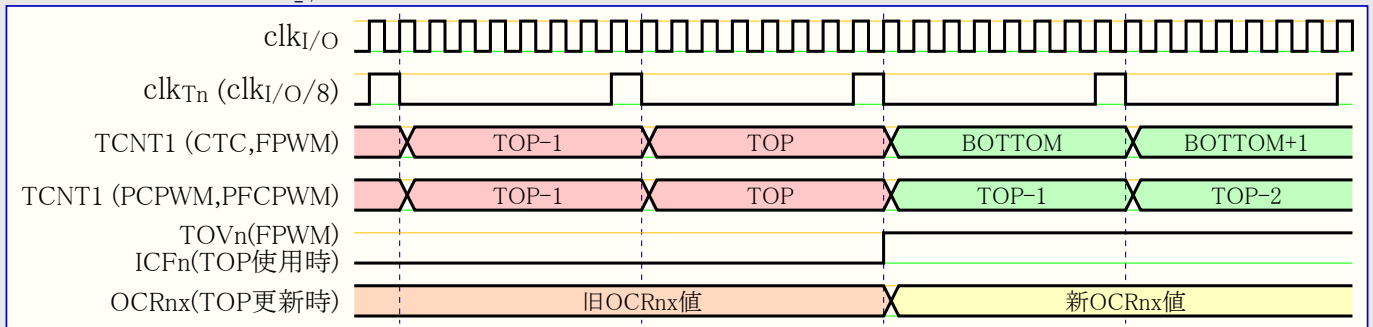 clkI/O
clkTn (clkI/O/8)
TCNT1 (CTC,FPWM) TOP-1 TOP BOTTOM BOTTOM+1
TCNT1 (PCPWM,PFCPWM) TOP-1 TOP TOP-1 TOP-2
TOVn(FPWM)
ICFn(TOP使用時)
OCRnx(TOP更新時) 旧OCRnx値 新OCRnx値